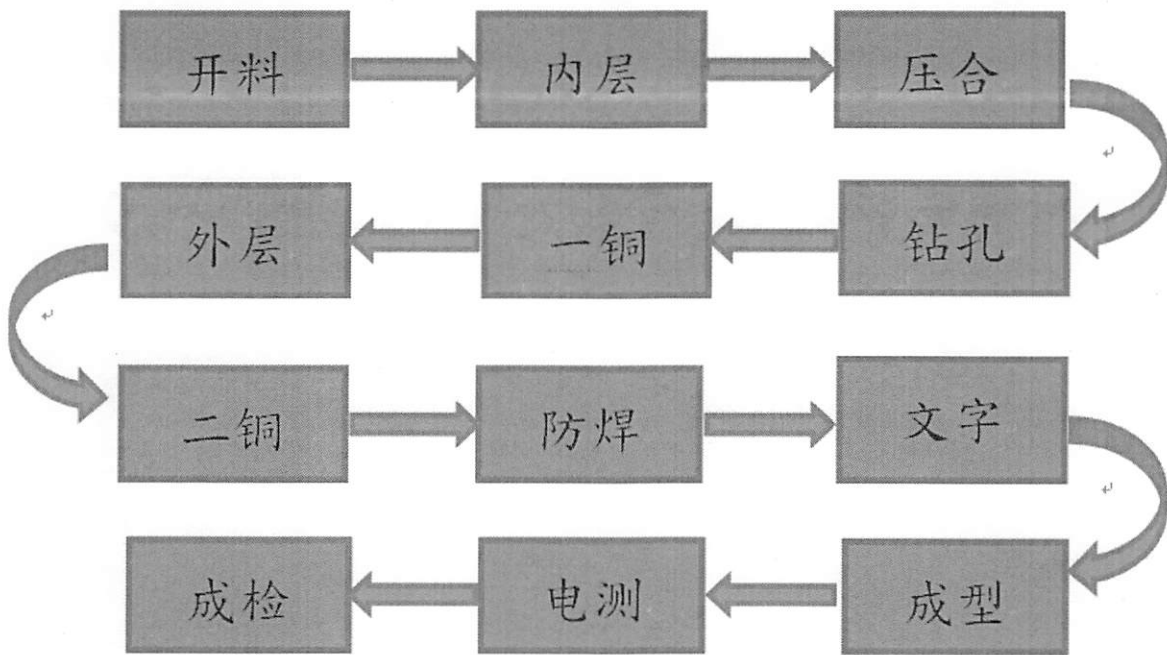 开料 内层 压合
外层 一铜 钻孔
二铜 防焊 文字
成检 电测 成型